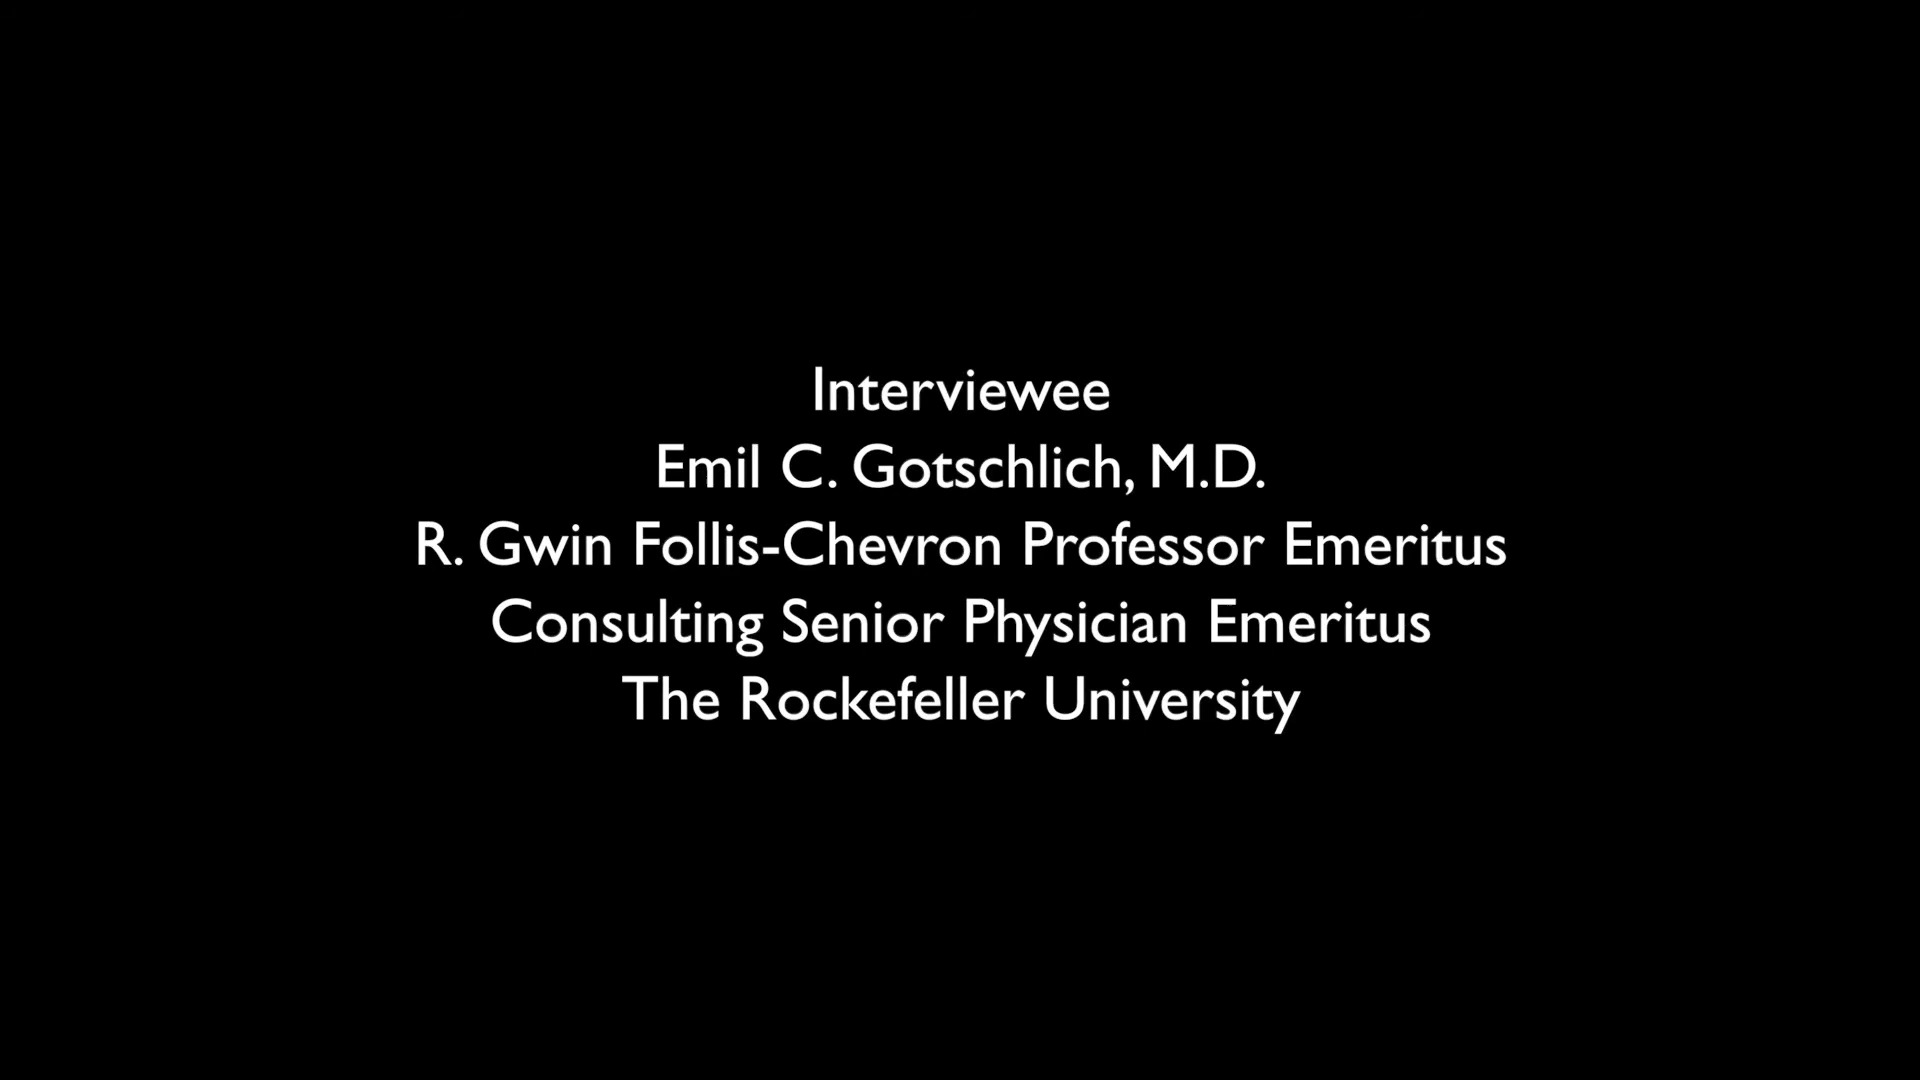 Interviewee
Emil C. Gotschlich, M.D.
R. Gwin Follis-Chevron Professor Emeritus
Consulting Senior Physician Emeritus
The Rockefeller University